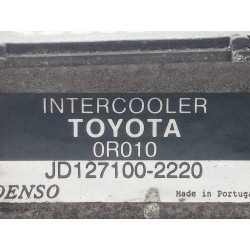 INTERCOOLER
TOYOTA
0R010
JD127100-2220
DENSO Made in Portugal